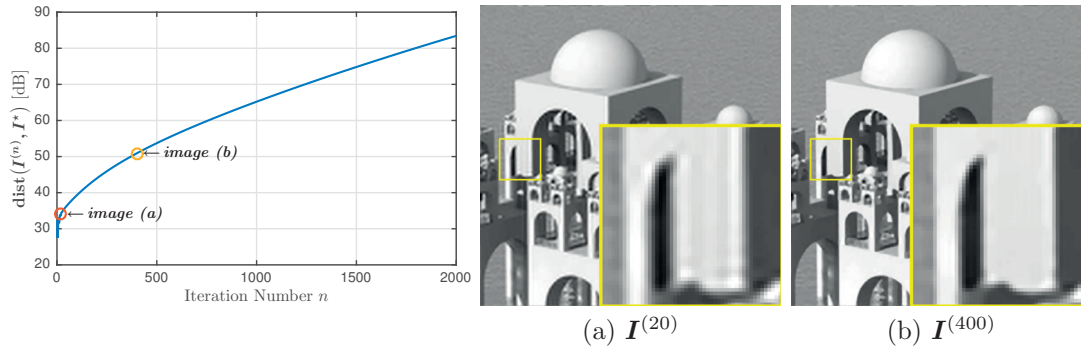 90
80
70
60
50
40
30
20
dist(I^(n), I^⋆) [dB]
← image (b)
← image (a)
0 500 1000 1500 2000
Iteration Number n
(a) I^(20)
(b) I^(400)